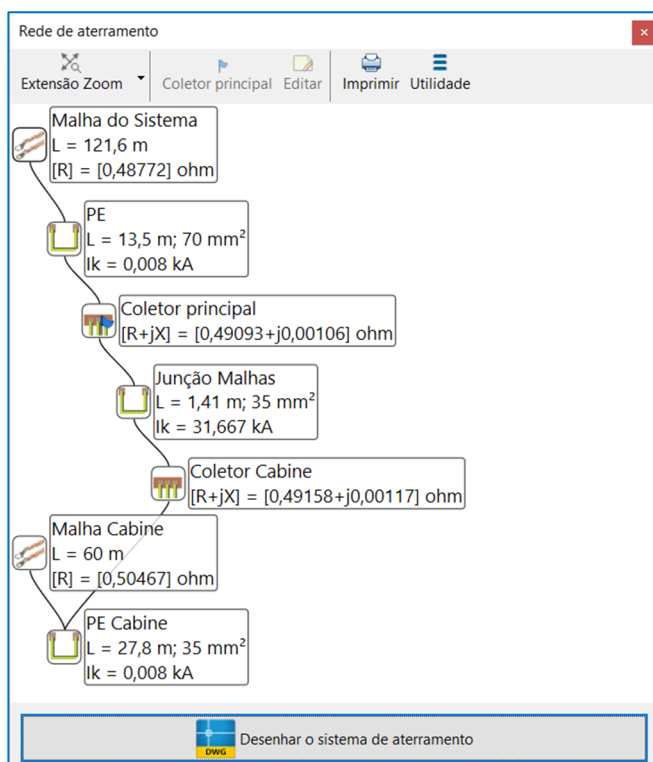 Rede de aterramento
Extensão Zoom
Coletor principal
Editar
Imprimir
Utilidade
Malha do Sistema
L = 121,6 m
[R] = [0,48772] ohm
PE
L = 13,5 m; 70 mm²
Ik = 0,008 kA
Coletor principal
[R+jX] = [0,49093+j0,00106] ohm
Junção Malhas
L = 1,41 m; 35 mm²
Ik = 31,667 kA
Coletor Cabine
[R+jX] = [0,49158+j0,00117] ohm
Malha Cabine
L = 60 m
[R] = [0,50467] ohm
PE Cabine
L = 27,8 m; 35 mm²
Ik = 0,008 kA
DWG
Desenhar o sistema de aterramento